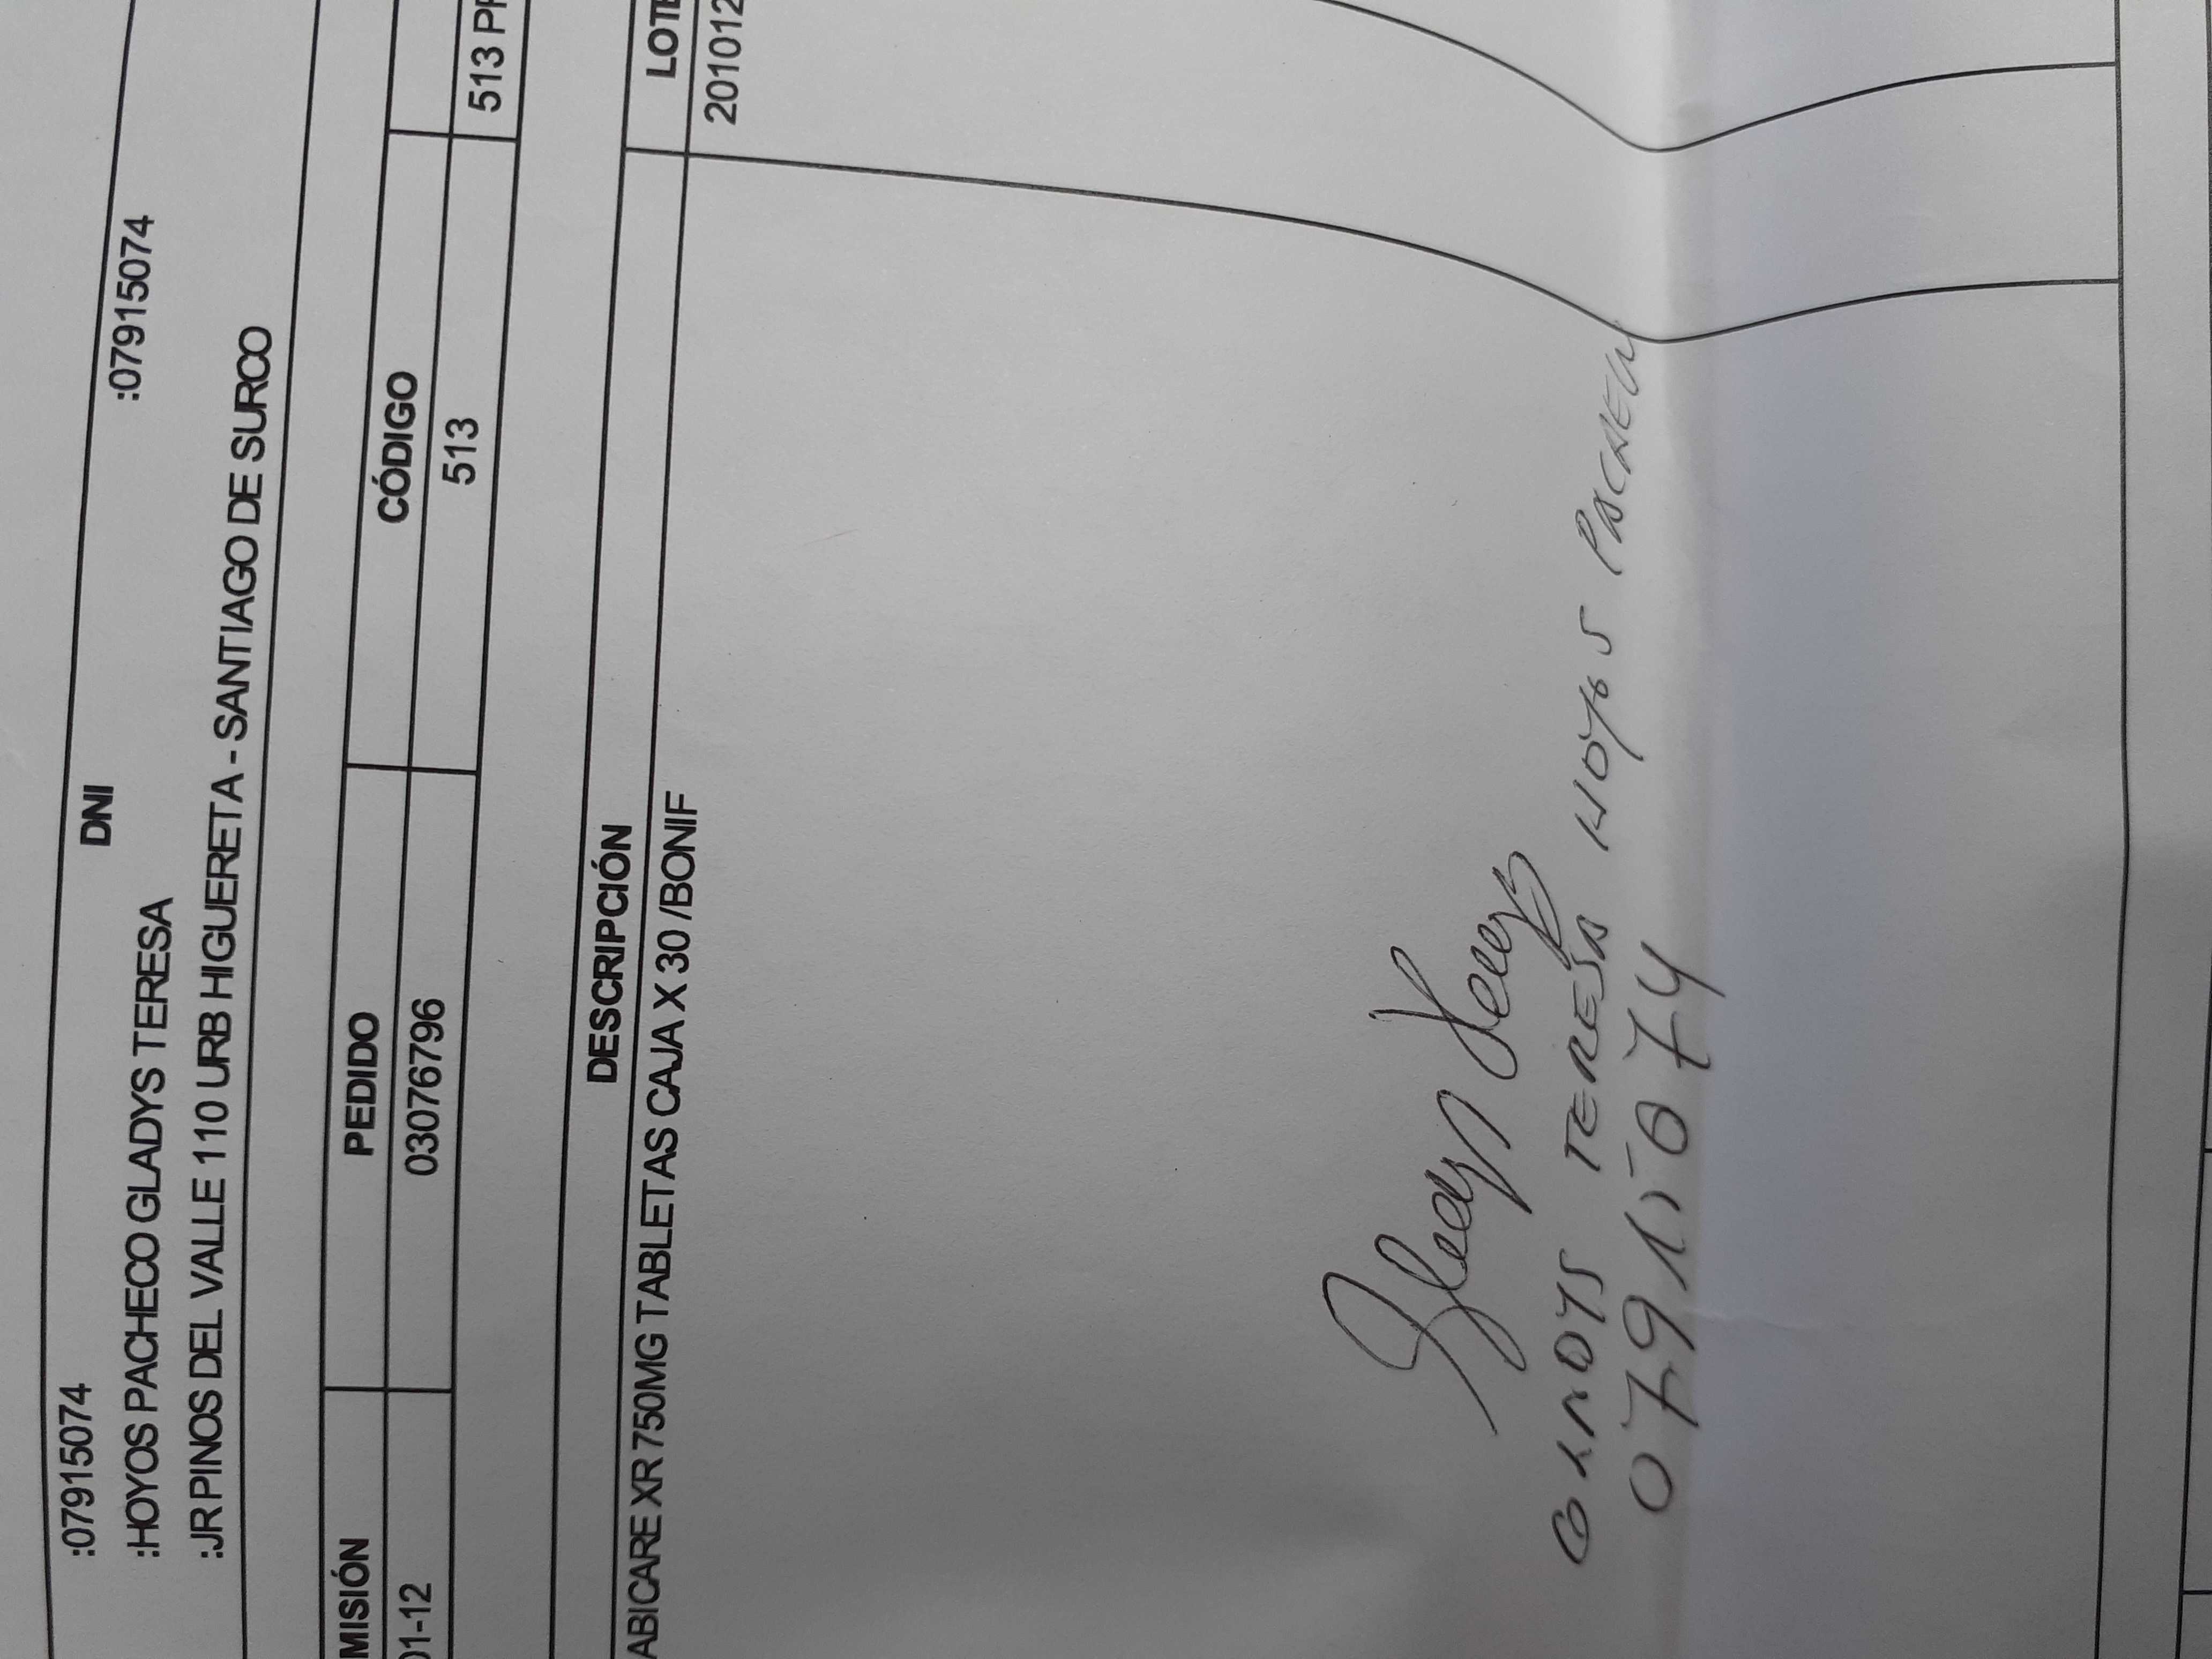 :07915074 DNI :07915074
:HOYOS PACHECO GLADYS TERESA
:JR PINOS DEL VALLE 110 URB HIGUERETA - SANTIAGO DE SURCO
MISIÓN PEDIDO CÓDIGO
01-12 03076796 513 513 PR
DESCRIPCIÓN LOTE
ABICARE XR 750MG TABLETAS CAJA X 30 /BONIF 201012
GLADYS TERESA HOYOS PACHECO
07915074